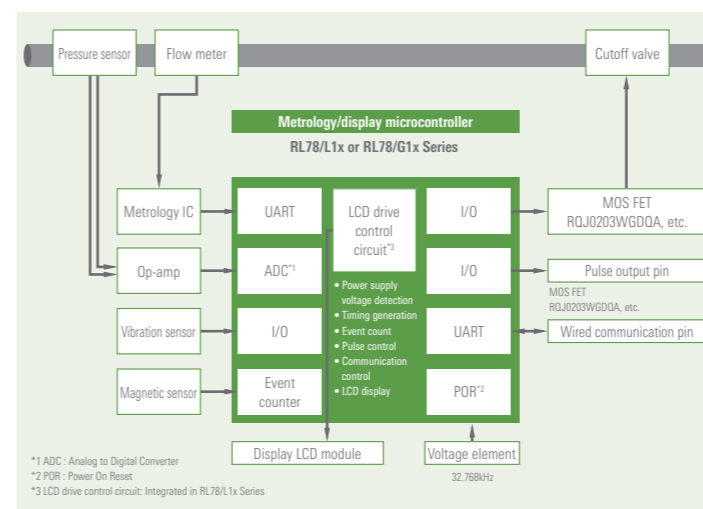 Pressure sensor
Flow meter
Cutoff valve
Metrology/display microcontroller
RL78/L1x or RL78/G1x Series
Metrology IC
UART
LCD drive
control
circuit*3
I/O
MOS FET
RQJ0203WGDQA, etc.
Op-amp
ADC*1
I/O
Pulse output pin
MOS FET
RQJ0203WGDQA, etc.
• Power supply
voltage detection
• Timing generation
• Event count
• Pulse control
• Communication
control
• LCD display
Vibration sensor
I/O
UART
Wired communication pin
Magnetic sensor
Event
counter
POR*2
Display LCD module
Voltage element
32.768kHz
*1 ADC : Analog to Digital Converter
*2 POR : Power On Reset
*3 LCD drive control circuit: Integrated in RL78/L1x Series